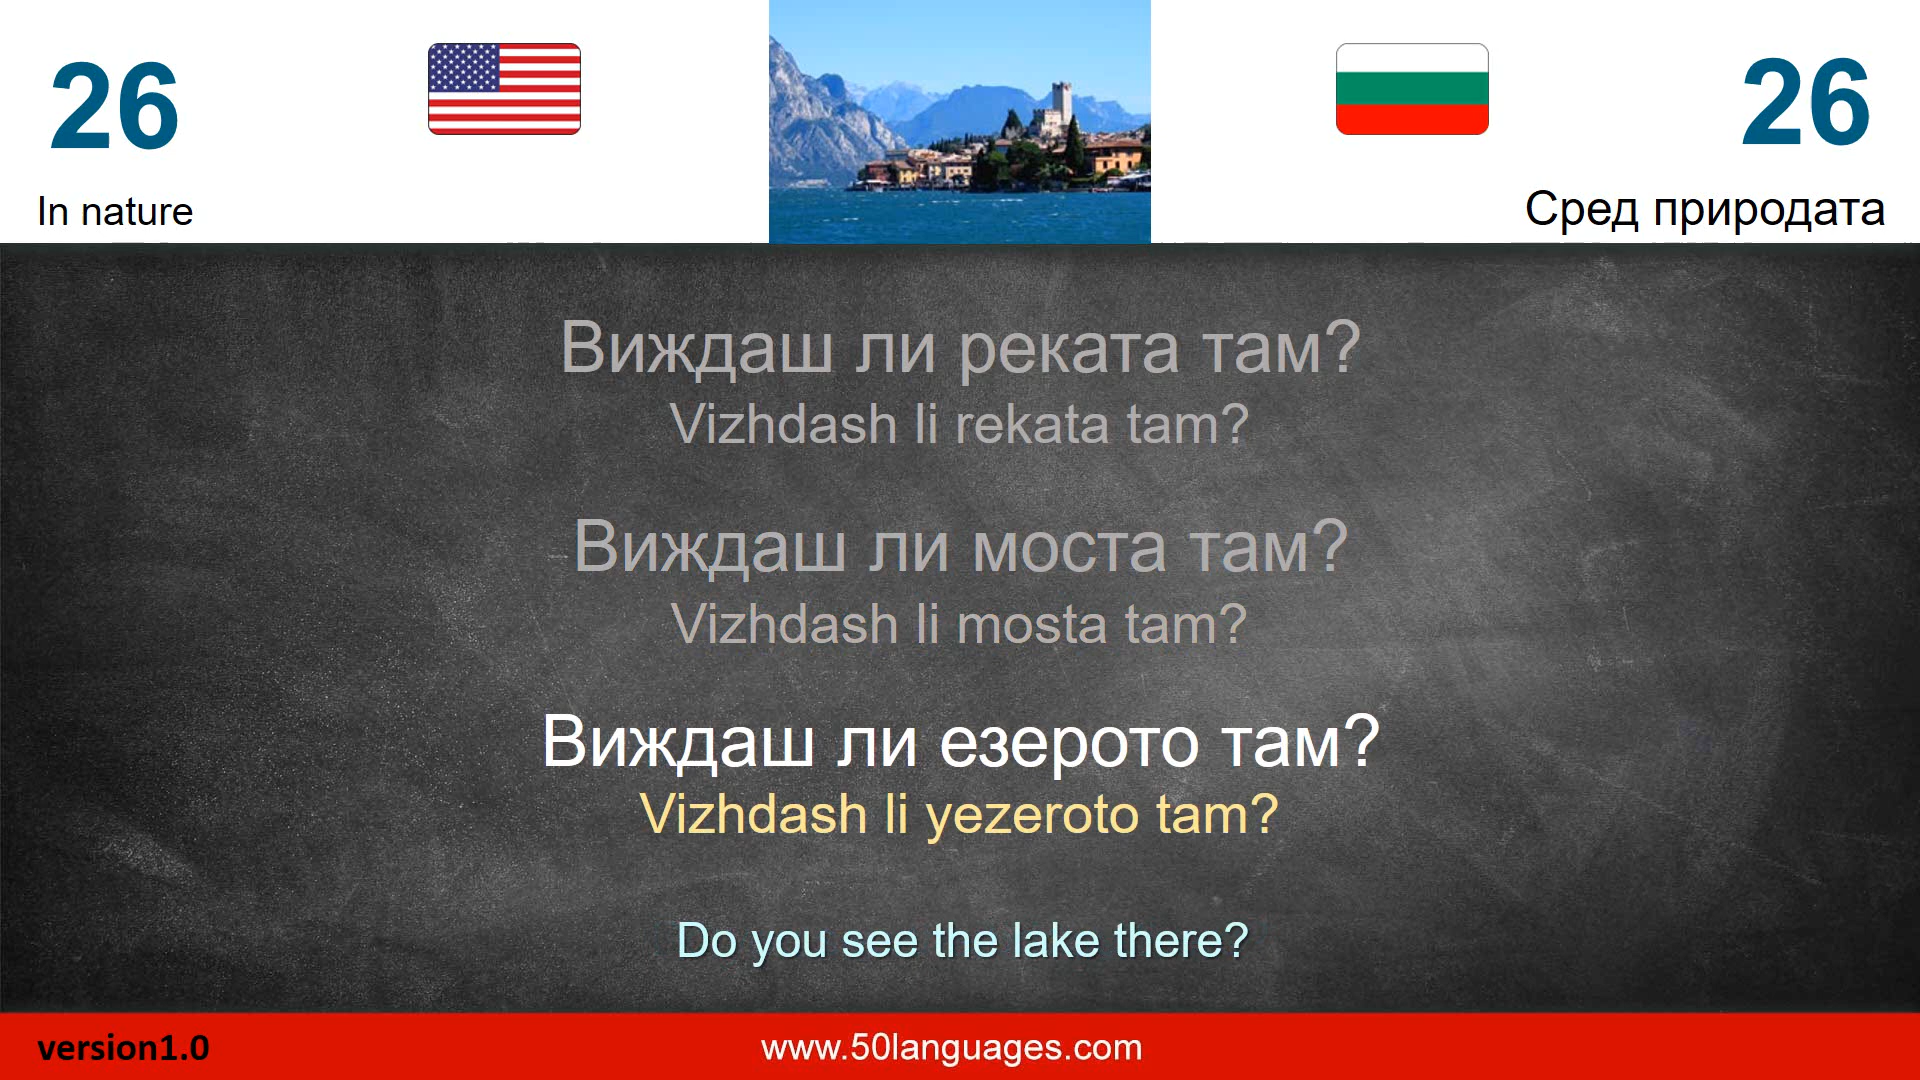 26
26
In nature
Сред природата
Виждаш ли реката там?
Vizhdash li rekata tam?
Виждаш ли моста там?
Vizhdash li mosta tam?
Виждаш ли езерото там?
Vizhdash li yezeroto tam?
Do you see the lake there?
version1.0
www.50languages.com